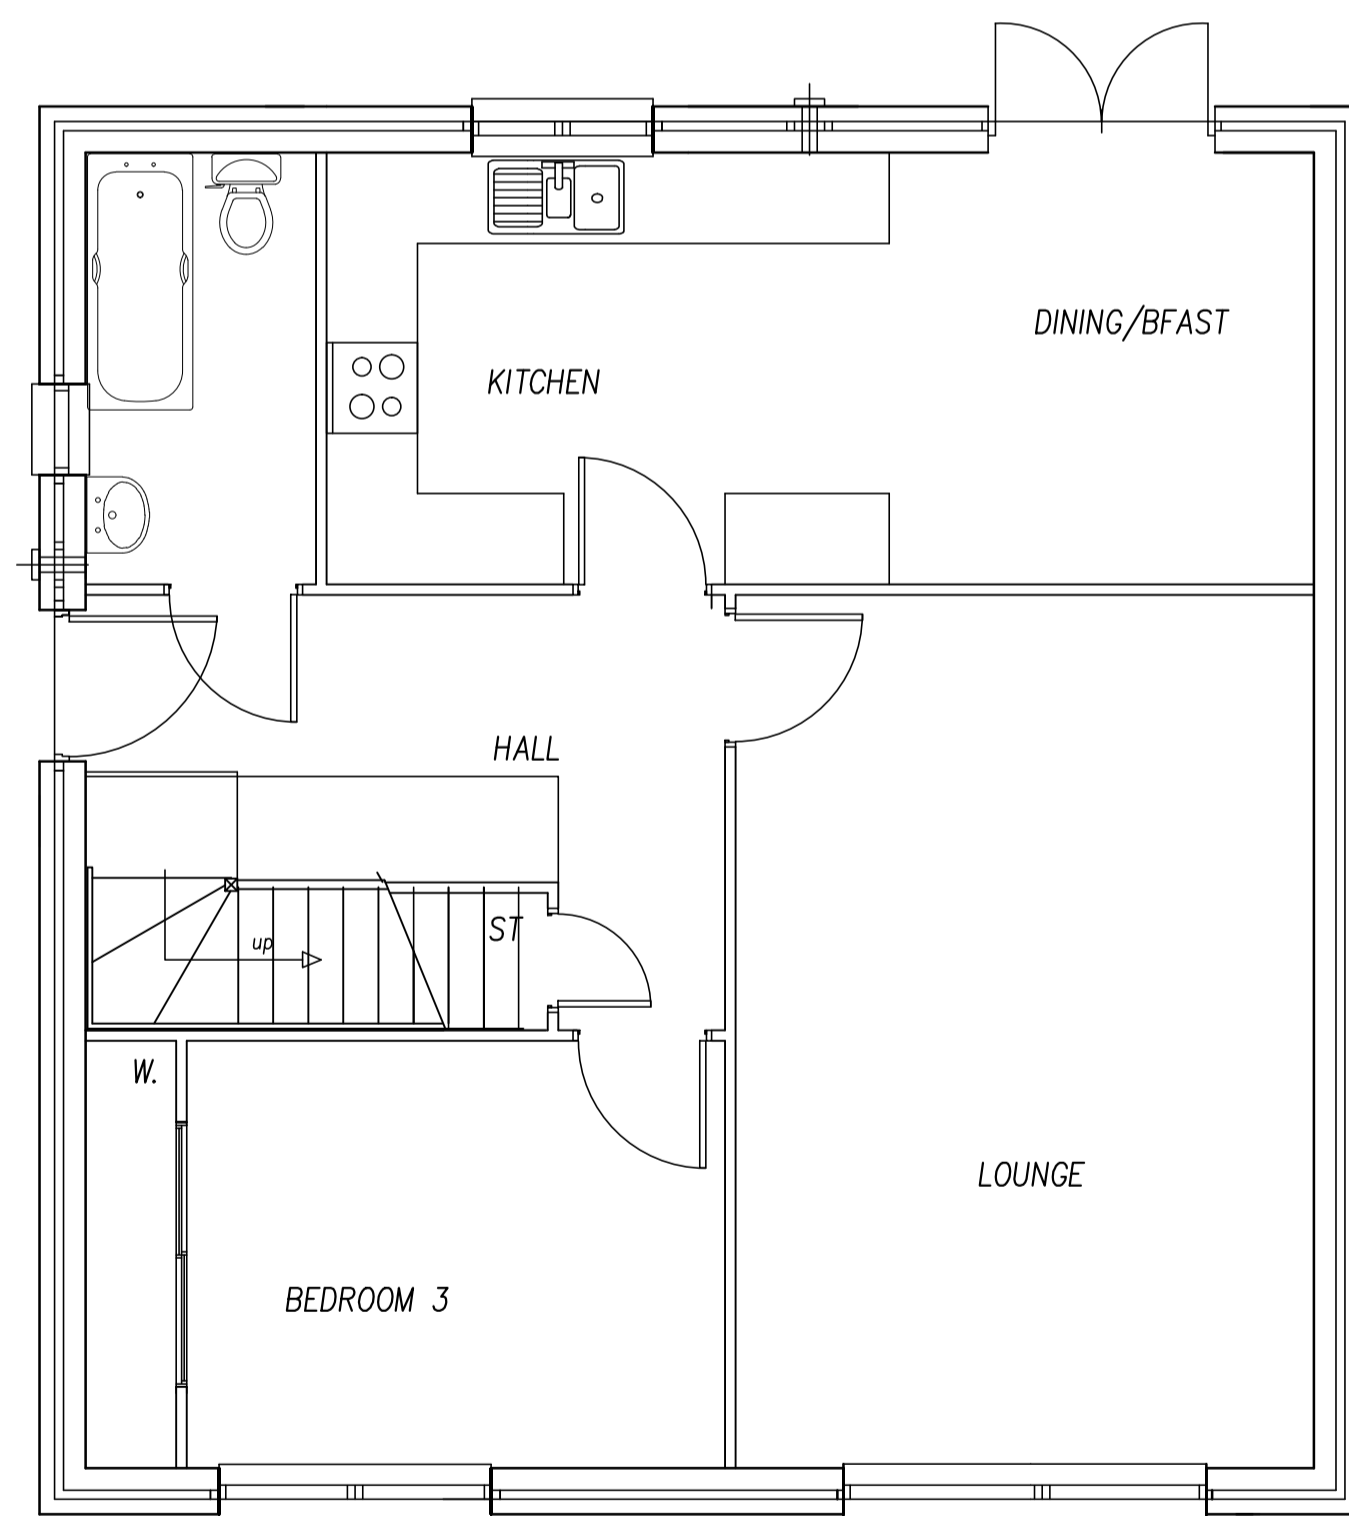 DINING/BFAST
KITCHEN
HALL
ST
up
W.
LOUNGE
BEDROOM 3